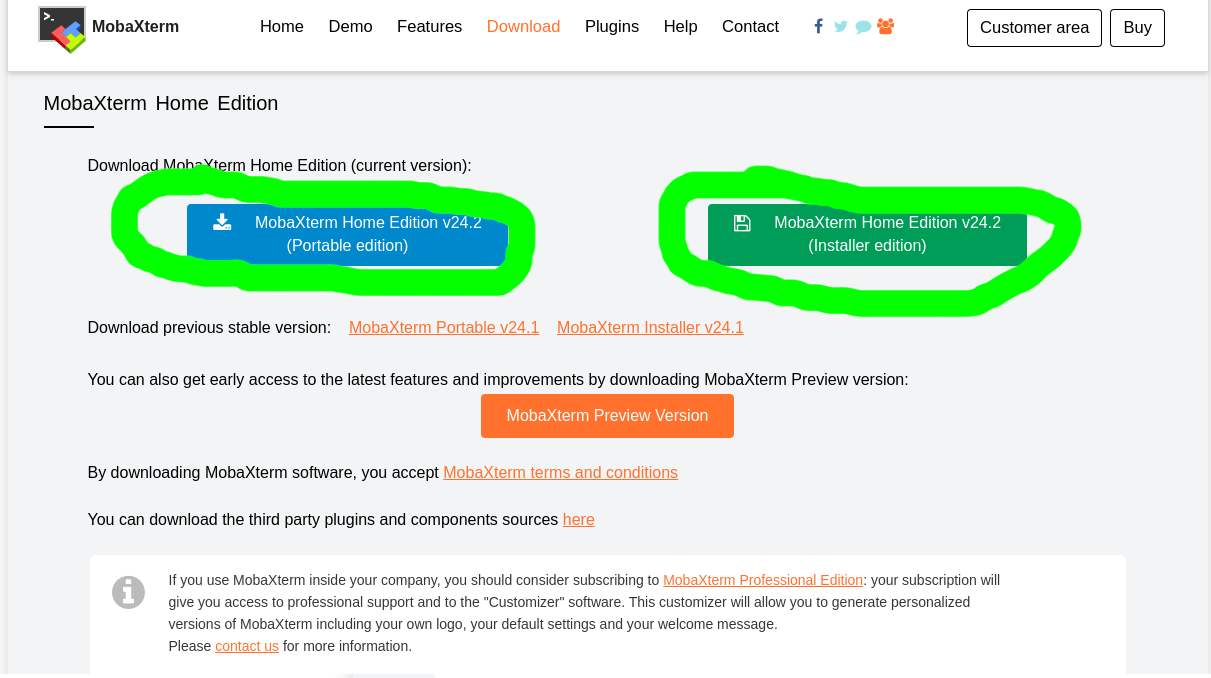 MobaXterm
Home Demo Features Download Plugins Help Contact
Customer area
Buy
MobaXterm Home Edition
Download MobaXterm Home Edition (current version):
MobaXterm Home Edition v24.2
(Portable edition)
MobaXterm Home Edition v24.2
(Installer edition)
Download previous stable version: MobaXterm Portable v24.1 MobaXterm Installer v24.1
You can also get early access to the latest features and improvements by downloading MobaXterm Preview version:
MobaXterm Preview Version
By downloading MobaXterm software, you accept MobaXterm terms and conditions
You can download the third party plugins and components sources here
If you use MobaXterm inside your company, you should consider subscribing to MobaXterm Professional Edition: your subscription will
give you access to professional support and to the "Customizer" software. This customizer will allow you to generate personalized
versions of MobaXterm including your own logo, your default settings and your welcome message.
Please contact us for more information.